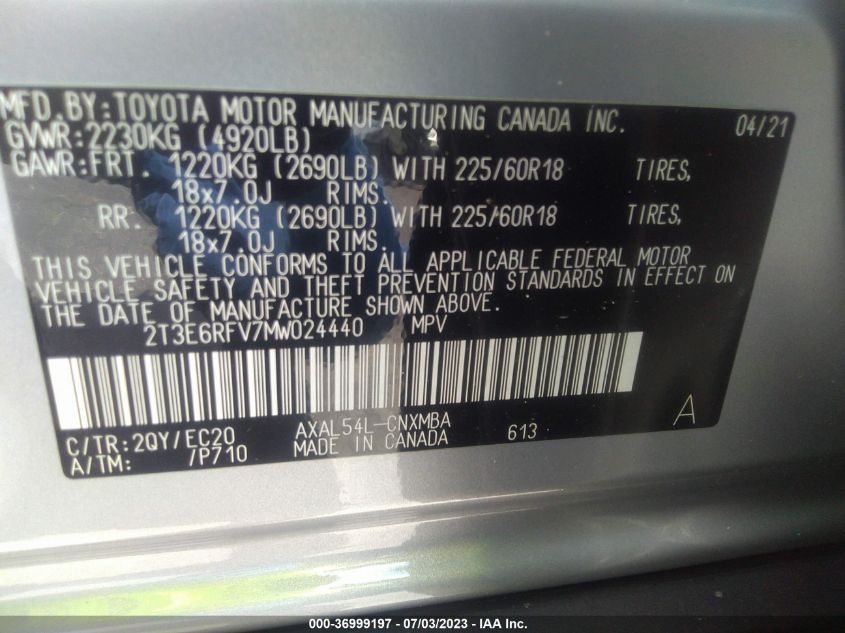 MFD.BY:TOYOTA MOTOR MANUFACTURING CANADA INC. 04/21
GVWR:2230KG (4920LB)
GAWR:FRT. 1220KG (2690LB) WITH 225/60R18 TIRES,
18x7.0J RIMS.
RR. 1220KG (2690LB) WITH 225/60R18 TIRES,
18x7.0J RIMS.
THIS VEHICLE CONFORMS TO ALL APPLICABLE FEDERAL MOTOR
VEHICLE SAFETY AND THEFT PREVENTION STANDARDS IN EFFECT ON
THE DATE OF MANUFACTURE SHOWN ABOVE.
2T3E6RFV7MW024440 MPV
C/TR:2QY/EC20 AXAL54L-CNXMBA 613 A
A/TM: /P710 MADE IN CANADA
000-36999197 - 07/03/2023 - IAA Inc.